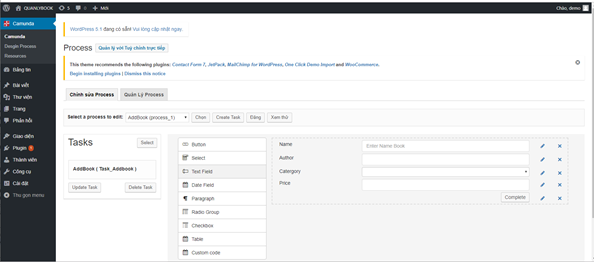 QUANLYBOOK 5 0 + Mới Chào, demo
Camunda
Camunda
Deegle Process
Resources
Bảng tin
Bài viết
Thư viện
Trang
Phản hồi
Giao diện
Plugin
Thành viên
Công cụ
Cài đặt
Thu gọn menu
WordPress 5.1 đang có sẵn! Vui lòng cập nhật ngay.
Process Quản lý với Tuỳ chỉnh trực tiếp
This theme recommends the following plugins: Contact Form 7, JetPack, MailChimp for WordPress, One Click Demo Import and WooCommerce.
Begin installing plugins | Dismiss this notice
Chỉnh sửa Process Quản Lý Process
Select a process to edit: AddBook (process_1) Chọn Create Task Đăng Xem thử
Tasks Select
AddBook ( Task_Addbook )
Update Task Delete Task
Button
Select
Text Field
Date Field
Paragraph
Radio Group
Checkbox
Table
Custom code
Name Enter Name Book
Author
Catergory
Price
Complete